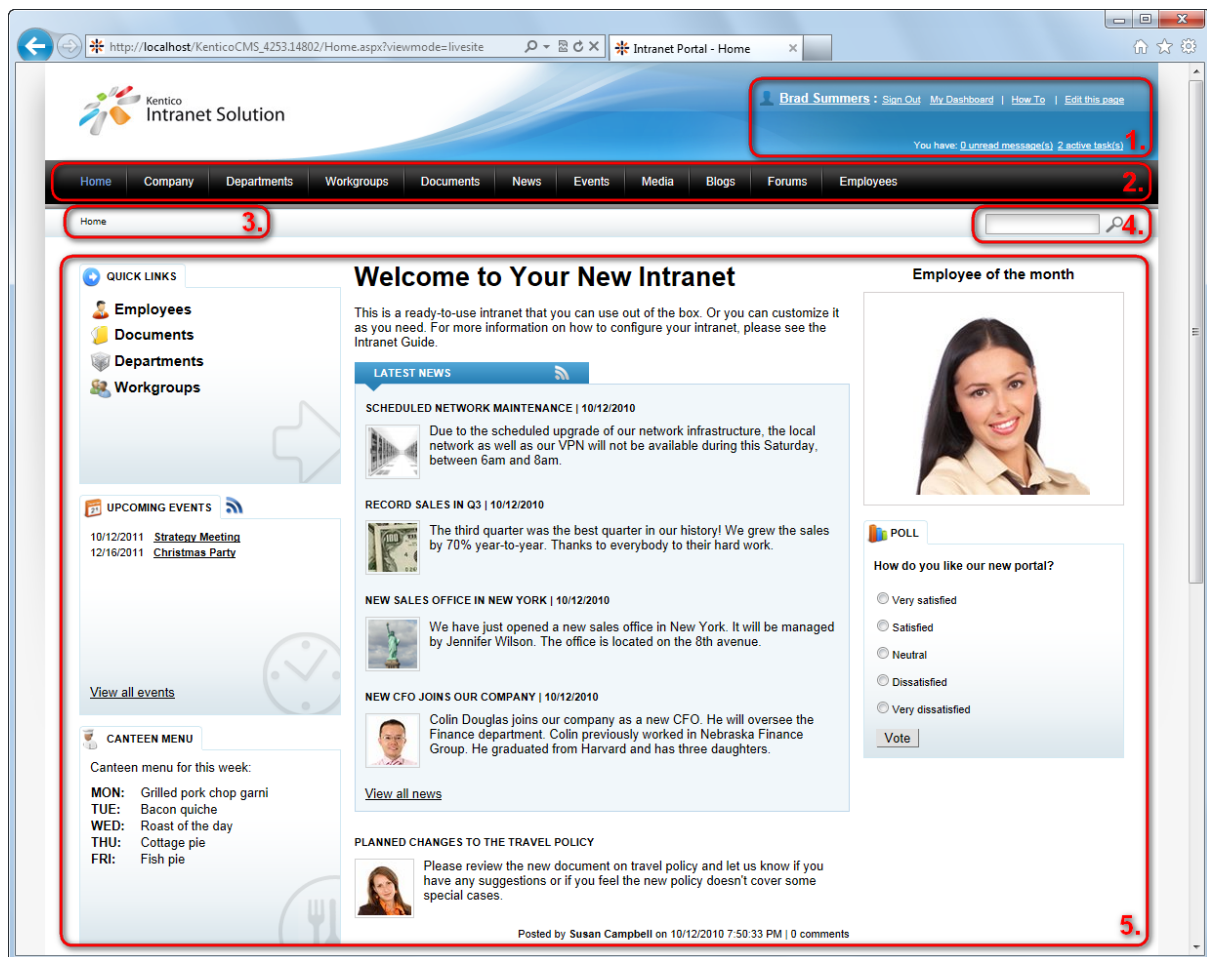 http://localhost/KenticoCMS_4253.14802/Home.aspx?viewmode=livesite
Intranet Portal - Home
Kentico
Intranet Solution
Brad Summers : Sign Out My Dashboard | How To | Edit this page
You have: 0 unread message(s) 2 active task(s)
1.
Home Company Departments Workgroups Documents News Events Media Blogs Forums Employees
2.
Home
3.
4.
QUICK LINKS
Employees
Documents
Departments
Workgroups
UPCOMING EVENTS
10/12/2011 Strategy Meeting
12/16/2011 Christmas Party
View all events
CANTEEN MENU
Canteen menu for this week:
MON: Grilled pork chop garni
TUE: Bacon quiche
WED: Roast of the day
THU: Cottage pie
FRI: Fish pie
Welcome to Your New Intranet
This is a ready-to-use intranet that you can use out of the box. Or you can customize it
as you need. For more information on how to configure your intranet, please see the
Intranet Guide.
LATEST NEWS
SCHEDULED NETWORK MAINTENANCE | 10/12/2010
Due to the scheduled upgrade of our network infrastructure, the local
network as well as our VPN will not be available during this Saturday,
between 6am and 8am.
RECORD SALES IN Q3 | 10/12/2010
The third quarter was the best quarter in our history! We grew the sales
by 70% year-to-year. Thanks to everybody to their hard work.
NEW SALES OFFICE IN NEW YORK | 10/12/2010
We have just opened a new sales office in New York. It will be managed
by Jennifer Wilson. The office is located on the 8th avenue.
NEW CFO JOINS OUR COMPANY | 10/12/2010
Colin Douglas joins our company as a new CFO. He will oversee the
Finance department. Colin previously worked in Nebraska Finance
Group. He graduated from Harvard and has three daughters.
View all news
PLANNED CHANGES TO THE TRAVEL POLICY
Please review the new document on travel policy and let us know if you
have any suggestions or if you feel the new policy doesn't cover some
special cases.
Posted by Susan Campbell on 10/12/2010 7:50:33 PM | 0 comments
Employee of the month
POLL
How do you like our new portal?
Very satisfied
Satisfied
Neutral
Dissatisfied
Very dissatisfied
Vote
5.